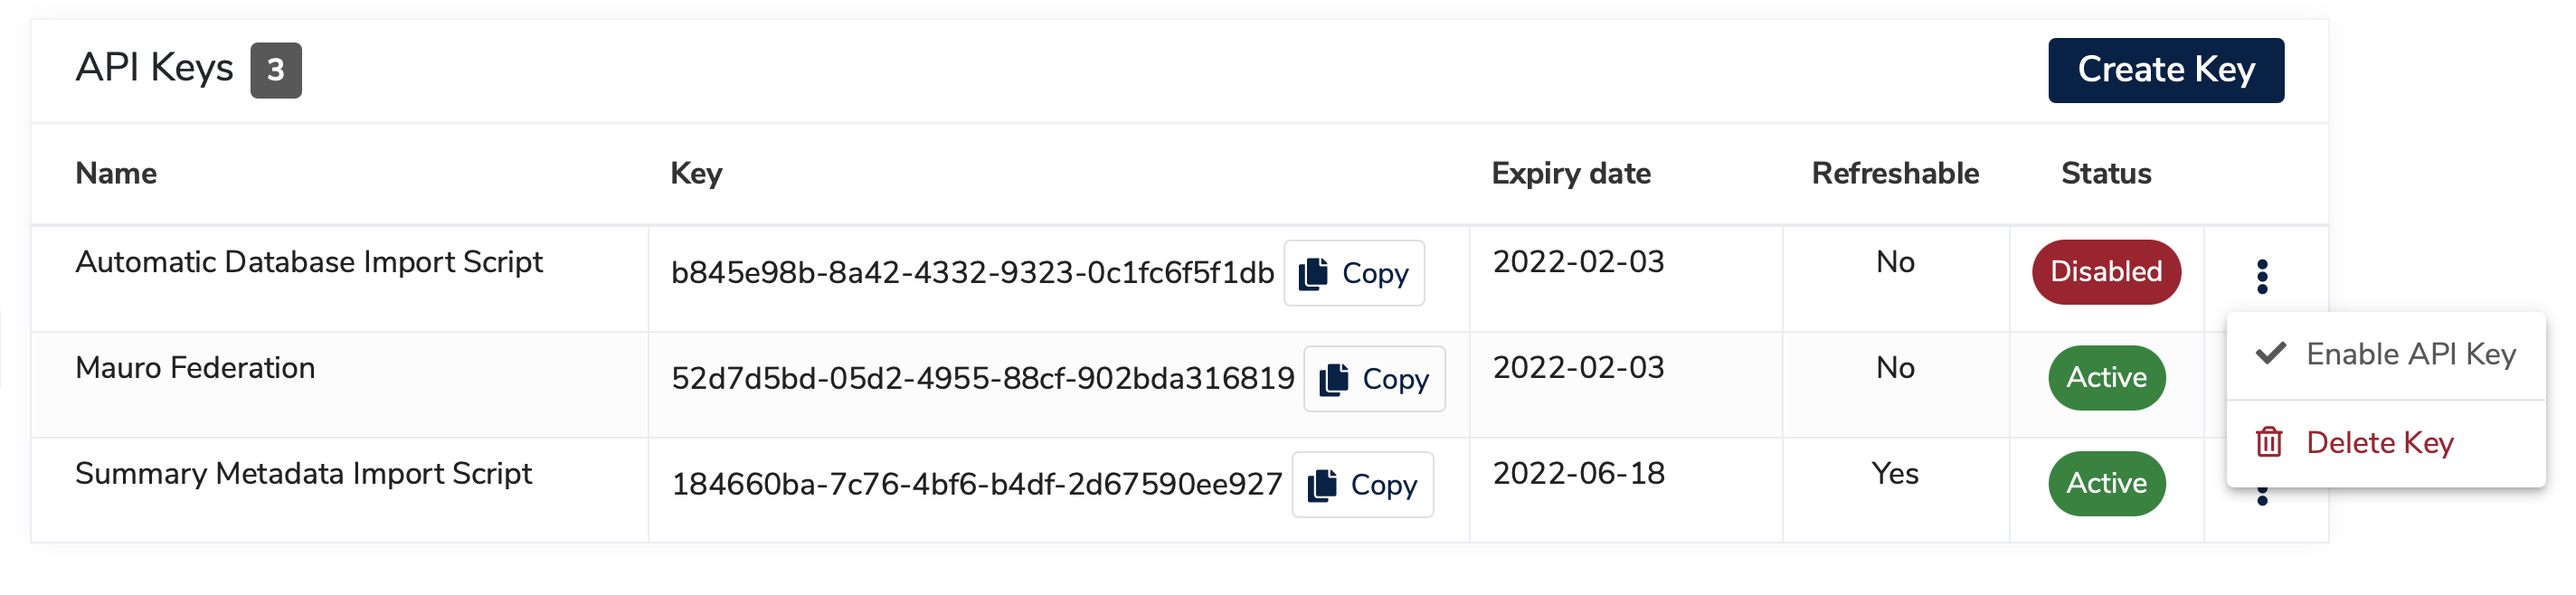 API Keys 3 Create Key
Name Key Expiry date Refreshable Status
Automatic Database Import Script b845e98b-8a42-4332-9323-0c1fc6f5f1db Copy 2022-02-03 No Disabled
Enable API Key
Mauro Federation 52d7d5bd-05d2-4955-88cf-902bda316819 Copy 2022-02-03 No Active
Delete Key
Summary Metadata Import Script 184660ba-7c76-4bf6-b4df-2d67590ee927 Copy 2022-06-18 Yes Active